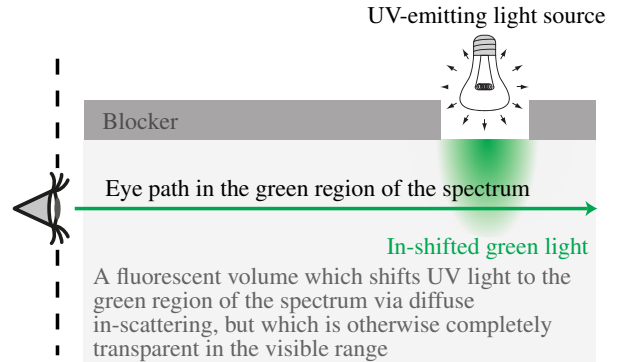 UV-emitting light source
Blocker
Eye path in the green region of the spectrum
In-shifted green light
A fluorescent volume which shifts UV light to the
green region of the spectrum via diffuse
in-scattering, but which is otherwise completely
transparent in the visible range